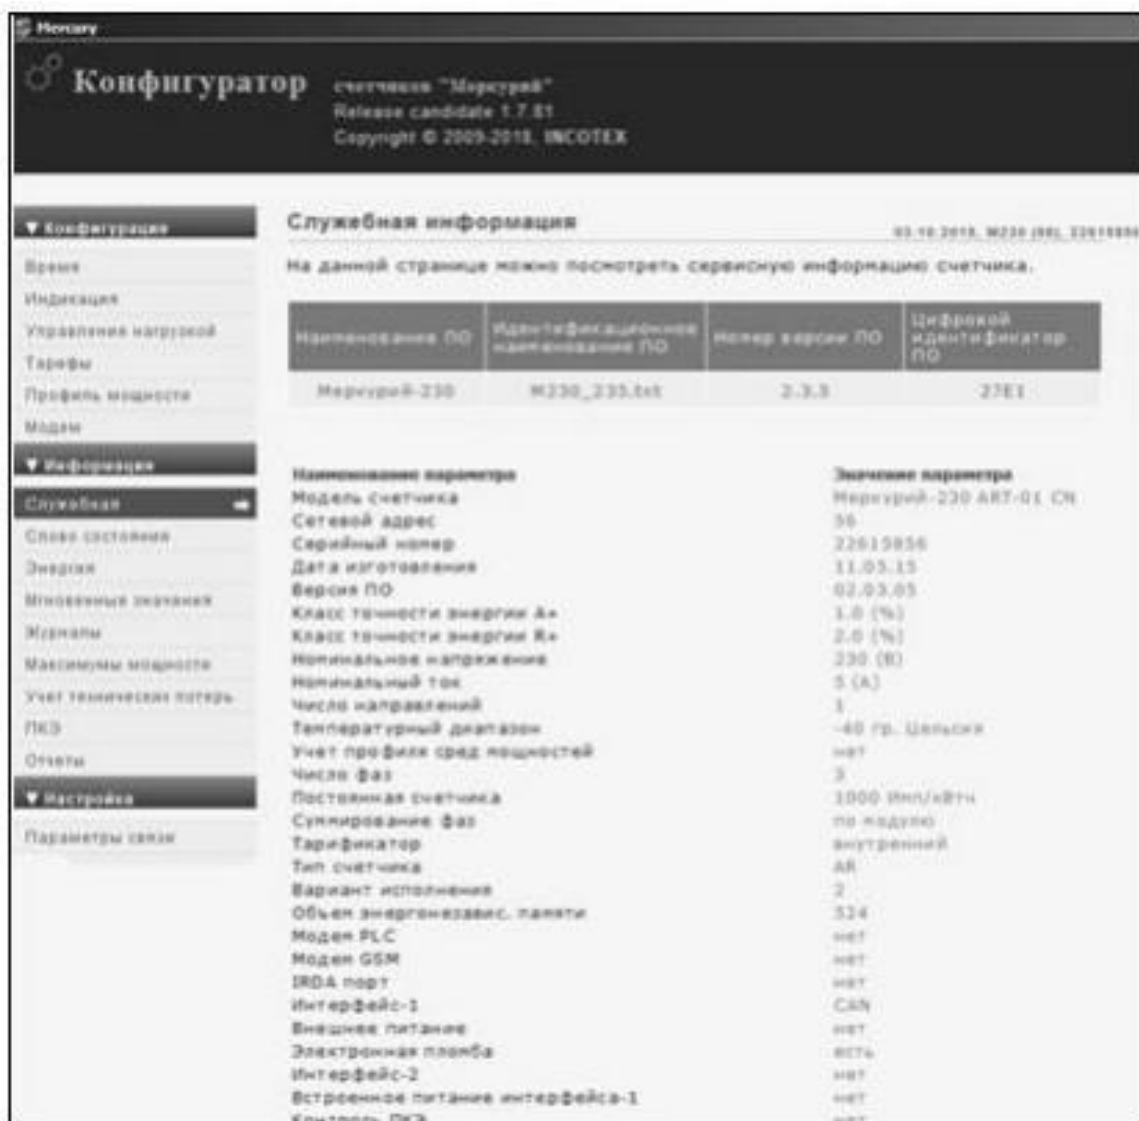 Mercury
Конфигуратор
счетчиков "Меркурий"
Release candidate 1.7.81
Copyright © 2009-2018, INCOTEX
▼ Конфигурация
Время
Индикация
Управления нагрузкой
Тарифы
Профиль мощности
Модем
▼ Информация
Служебная
Слово состояния
Энергия
Мгновенные значения
Журналы
Максимумы мощности
Учет технических потерь
ПКЭ
Отчеты
▼ Настройка
Параметры связи
Служебная информация
На данной странице можно посмотреть сервисную информацию счетчика.
Наименование ПО Идентификационное наименование ПО Номер версии ПО Цифровой идентификатор ПО
Меркурий-230 M230_235.txt 2.3.5 27E1
Наименование параметра Значение параметра
Модель счетчика Меркурий-230 ART-01 CN
Сетевой адрес 56
Серийный номер 22615856
Дата изготовления 11.05.15
Версия ПО 02.03.05
Класс точности энергии A+ 1.0 (%)
Класс точности энергии R+ 2.0 (%)
Номинальное напряжение 230 (В)
Номинальный ток 5 (А)
Число направлений 1
Температурный диапазон -40 гр. Цельсия
Учет профиля сред мощностей нет
Число фаз 3
Постоянная счетчика 1000 Имп/кВтч
Суммирование фаз по модулю
Тарификатор внутренний
Тип счетчика AR
Вариант исполнения 2
Объем энергонезавис. памяти 524
Модем PLC нет
Модем GSM нет
IRDA порт нет
Интерфейс-1 CAN
Внешнее питание нет
Электронная пломба есть
Интерфейс-2 нет
Встроенное питание интерфейса-1 нет
Контроль ПКЭ нет